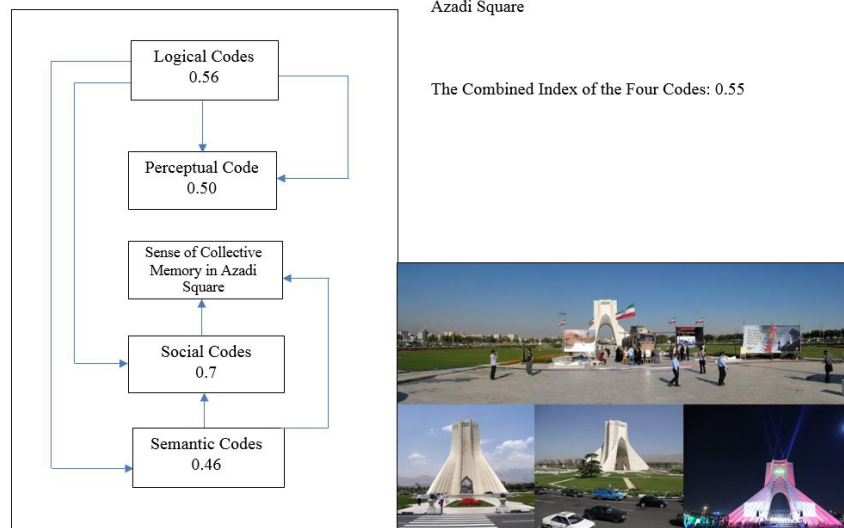 Azadi Square
The Combined Index of the Four Codes: 0.55
Logical Codes
0.56
Perceptual Code
0.50
Sense of Collective
Memory in Azadi
Square
Social Codes
0.7
Semantic Codes
0.46